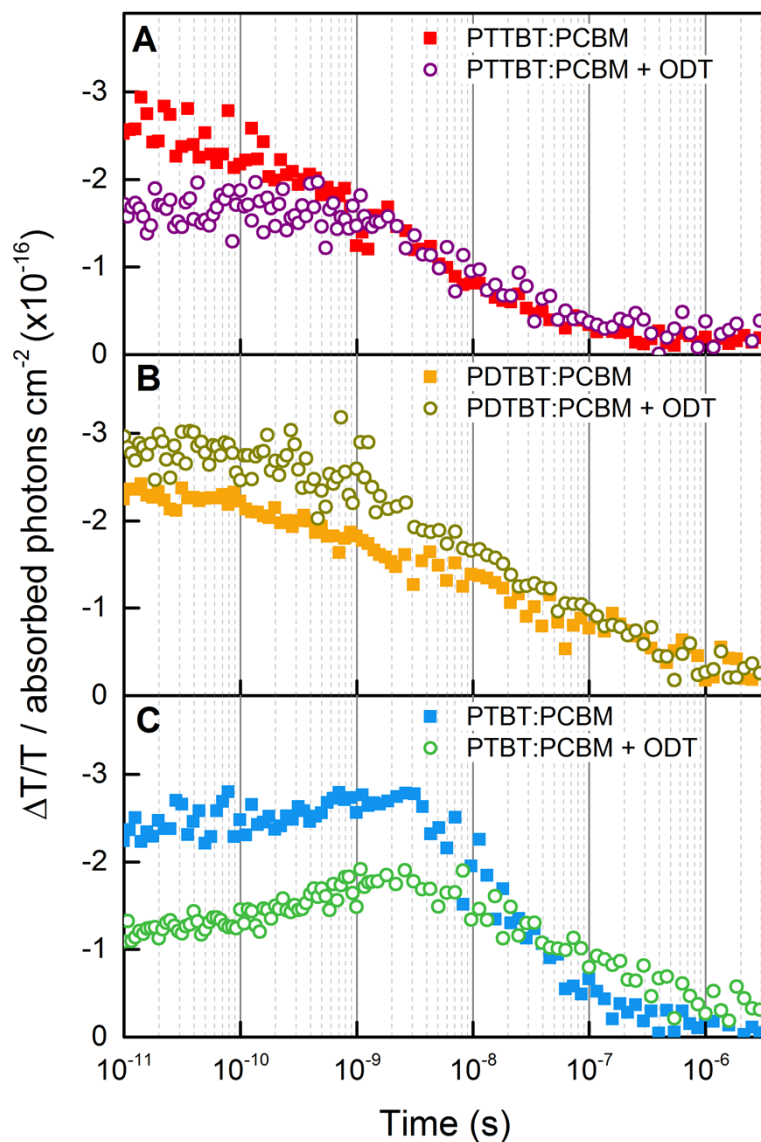 A
PTTBT:PCBM
PTTBT:PCBM + ODT
-3
-2
-1
0
B
PDTBT:PCBM
PDTBT:PCBM + ODT
-3
-2
-1
0
C
PTBT:PCBM
PTBT:PCBM + ODT
-3
-2
-1
0
ΔT/T / absorbed photons cm⁻² (x10⁻¹⁶)
10⁻¹¹ 10⁻¹⁰ 10⁻⁹ 10⁻⁸ 10⁻⁷ 10⁻⁶
Time (s)